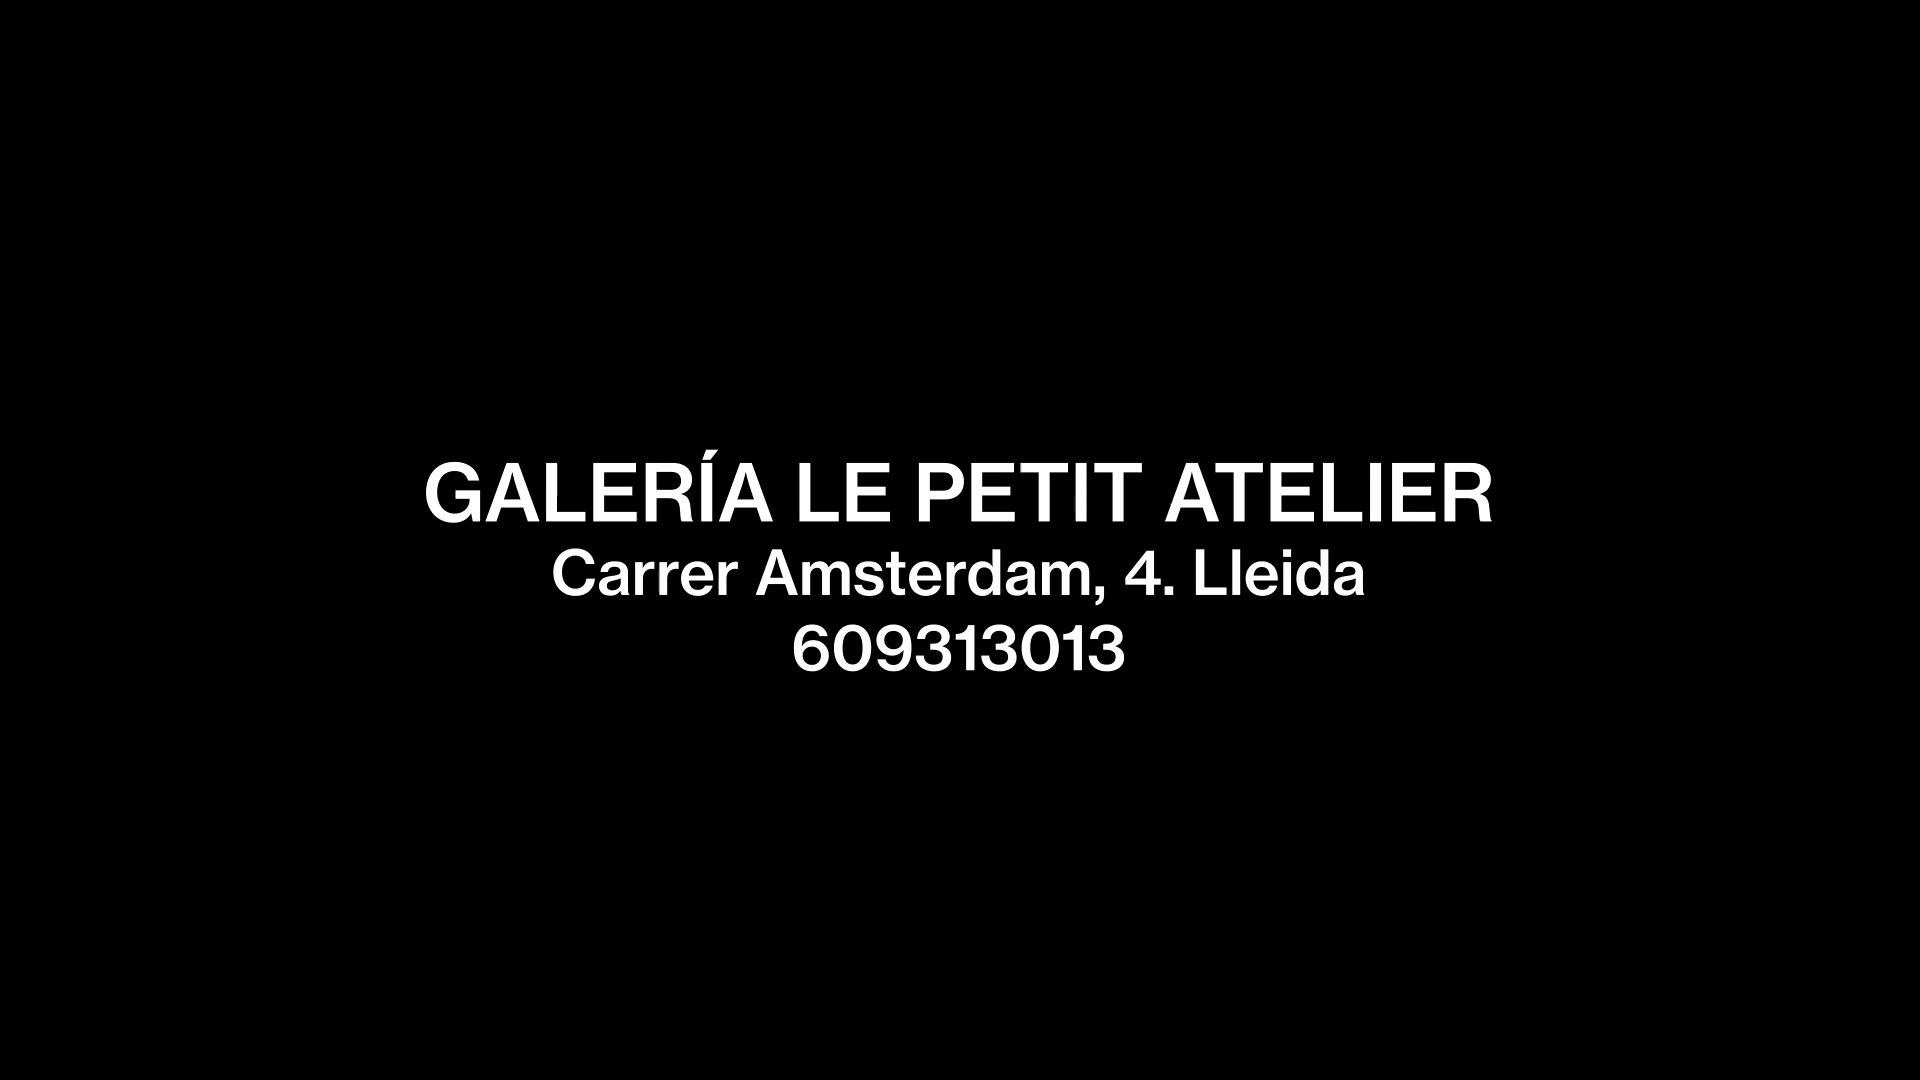 GALERÍA LE PETIT ATELIER
Carrer Amsterdam, 4. Lleida
609313013